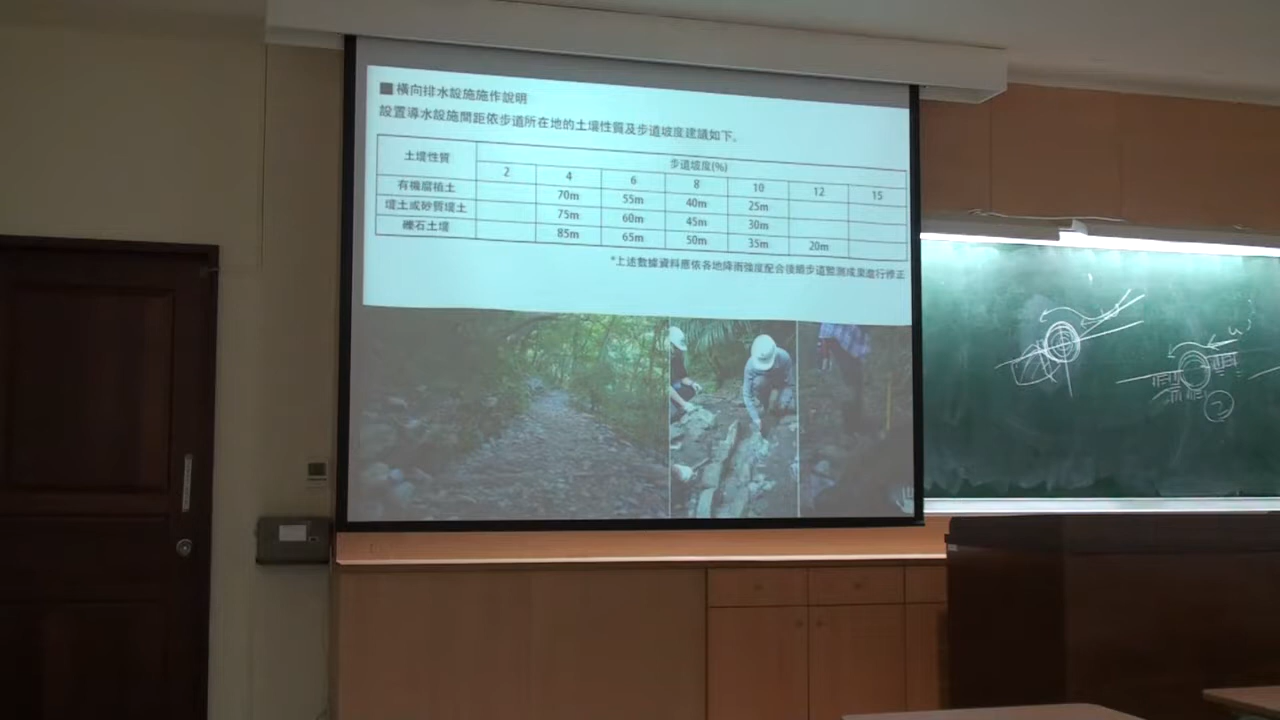 ■ 橫向排水設施施作說明
設置導水設施間距依步道所在地的土壤性質及步道坡度建議如下。
土壤性質 步道坡度(%)
2 4 6 8 10 12 15
有機腐植土 70m 55m 40m 25m
壤土或砂質壤土 75m 60m 45m 30m
礫石土壤 85m 65m 50m 35m 20m
*上述數據資料應依各地降雨強度配合後續步道監測成果進行修正
2